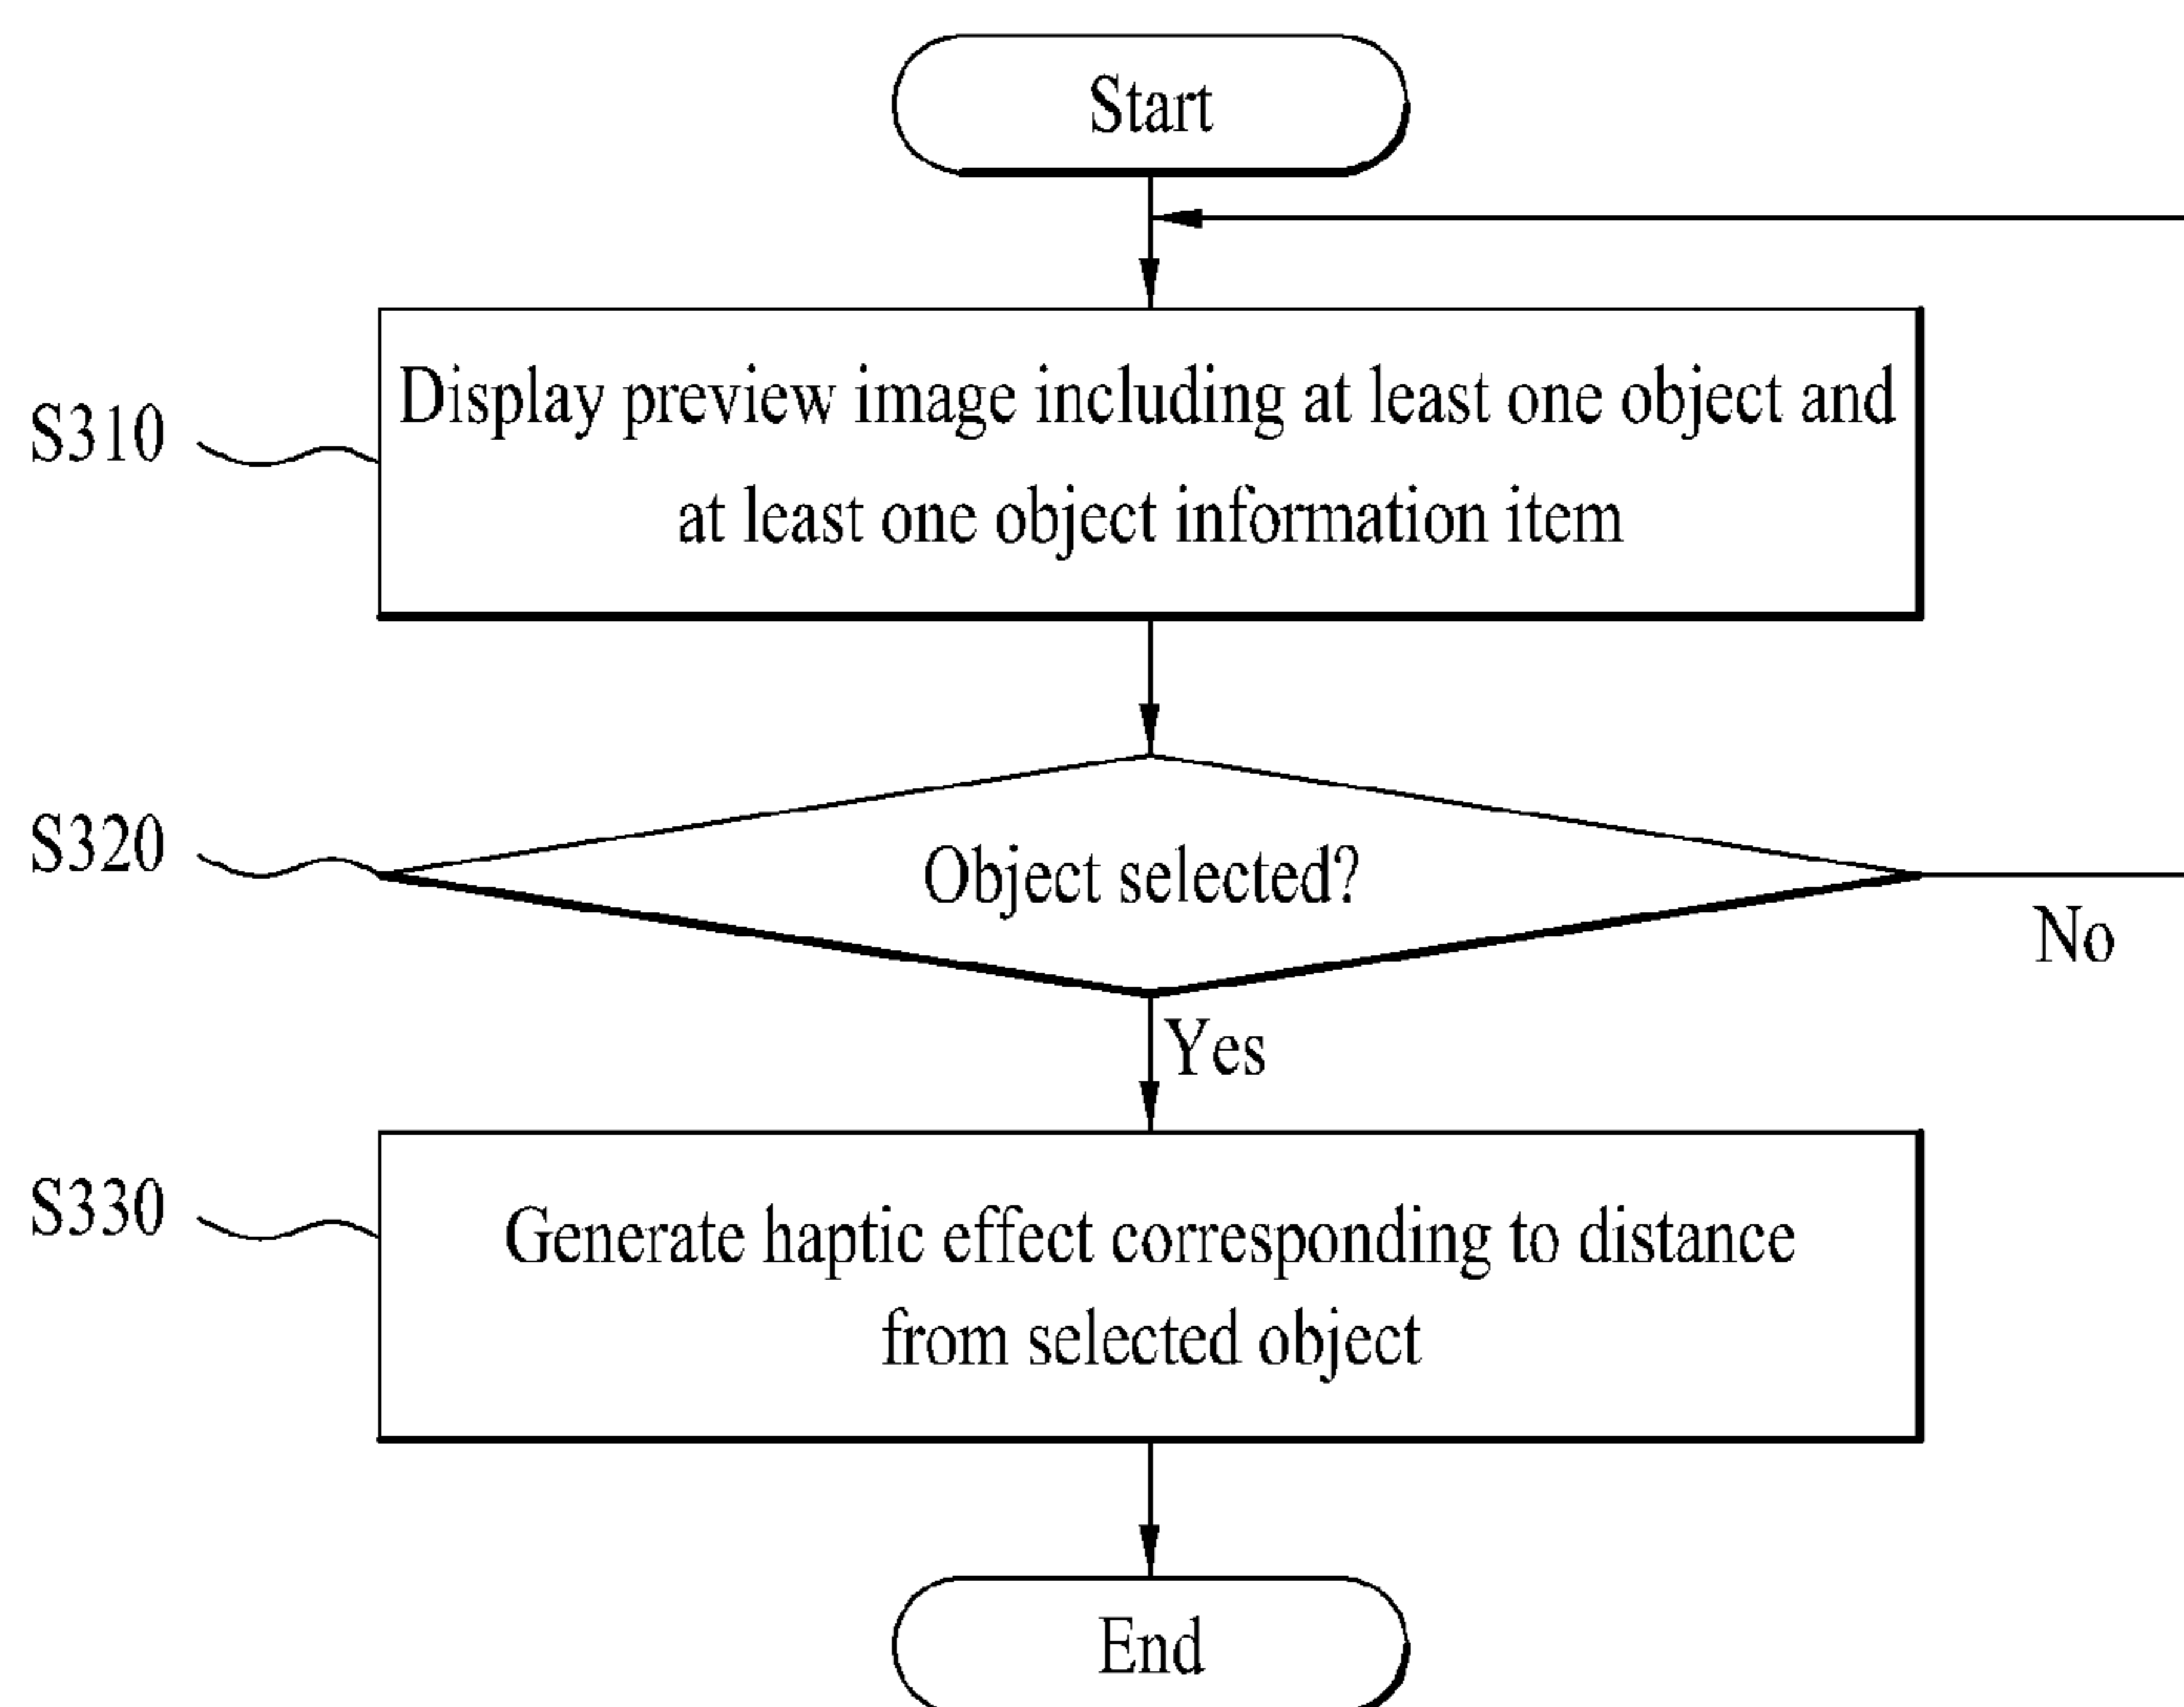 Start
S310
Display preview image including at least one object and
at least one object information item
S320
Object selected?
No
Yes
S330
Generate haptic effect corresponding to distance
from selected object
End